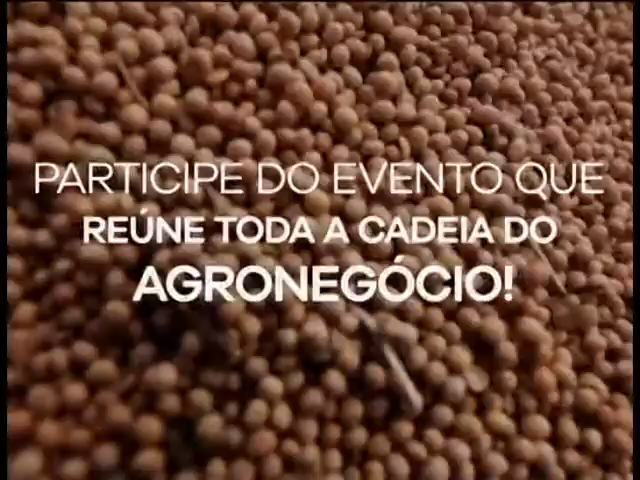 PARTICIPE DO EVENTO QUE
REÚNE TODA A CADEIA DO
AGRONEGÓCIO!